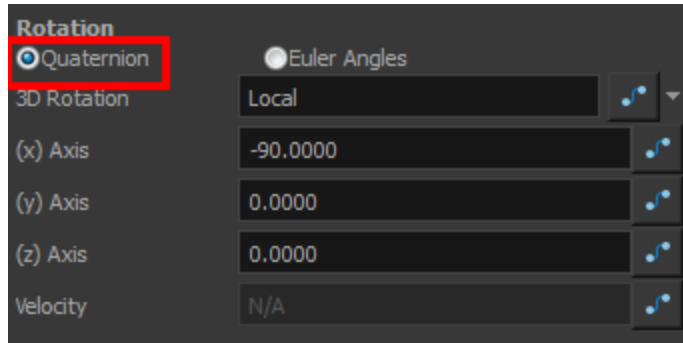 Rotation
Quaternion Euler Angles
3D Rotation Local
(x) Axis -90.0000
(y) Axis 0.0000
(z) Axis 0.0000
Velocity N/A